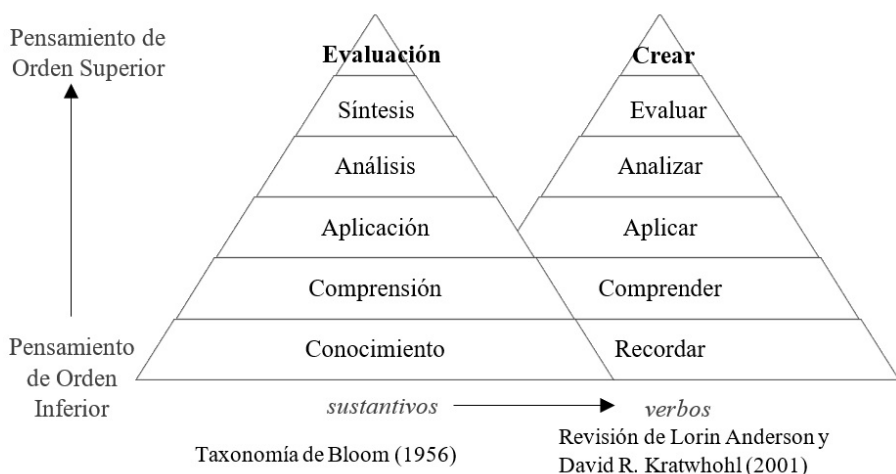 Pensamiento de
Orden Superior
Evaluación
Crear
Síntesis
Evaluar
Análisis
Analizar
Aplicación
Aplicar
Comprensión
Comprender
Pensamiento
de Orden
Inferior
Conocimiento
Recordar
sustantivos
verbos
Taxonomía de Bloom (1956)
Revisión de Lorin Anderson y
David R. Kratwhohl (2001)